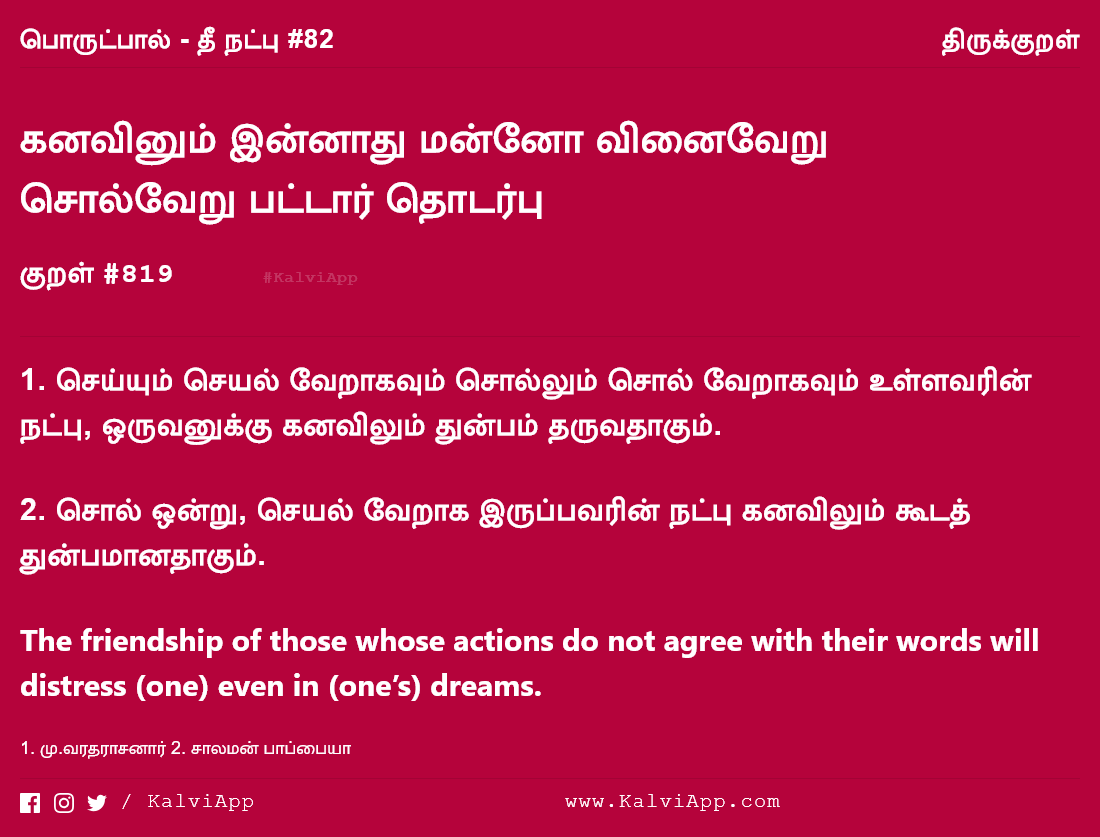 பொருட்பால் - தீ நட்பு #82
திருக்குறள்
கனவினும் இன்னாது மன்னோ வினைவேறு
சொல்வேறு பட்டார் தொடர்பு
குறள் #819
#KalviApp
1. செய்யும் செயல் வேறாகவும் சொல்லும் சொல் வேறாகவும் உள்ளவரின்
நட்பு, ஒருவனுக்கு கனவிலும் துன்பம் தருவதாகும்.
2. சொல் ஒன்று, செயல் வேறாக இருப்பவரின் நட்பு கனவிலும் கூடத்
துன்பமானதாகும்.
The friendship of those whose actions do not agree with their words will
distress (one) even in (one’s) dreams.
1. மு.வரதராசனார் 2. சாலமன் பாப்பையா
/ KalviApp
www.KalviApp.com